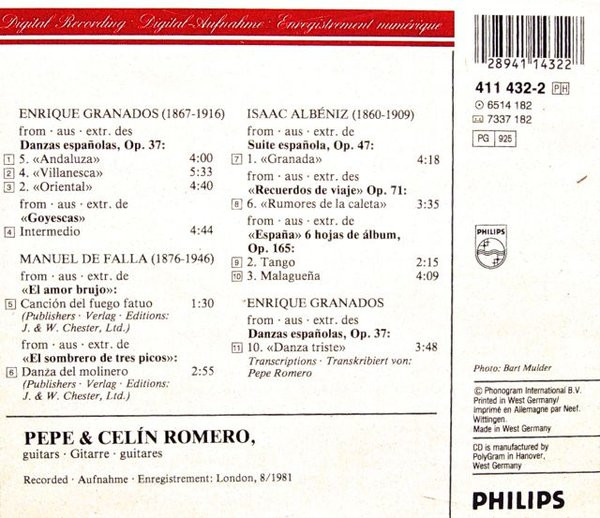 Digital Recording Digital-Aufnahme · Enregistrement numérique
ENRIQUE GRANADOS (1867-1916)
from · aus · extr. des
Danzas españolas, Op. 37:
1 5. «Andaluza» 4:00
2 4. «Villanesca» 5:33
3 2. «Oriental» 4:40
from · aus · extr. de
«Goyescas»
4 Intermedio 4:44
MANUEL DE FALLA (1876-1946)
from · aus · extr. de
«El amor brujo»:
5 Canción del fuego fatuo 1:30
(Publishers · Verlag · Editions:
J. & W. Chester, Ltd.)
from · aus · extr. de
«El sombrero de tres picos»:
6 Danza del molinero 2:55
(Publishers · Verlag · Editions:
J. & W. Chester, Ltd.)
ISAAC ALBÉNIZ (1860-1909)
from · aus · extr. de
Suite española, Op. 47:
7 1. «Granada» 4:18
from · aus · extr. de
«Recuerdos de viaje» Op. 71:
8 6. «Rumores de la caleta» 3:35
from · aus · extr. de
«España» 6 hojas de álbum,
Op. 165:
9 2. Tango 2:15
10 3. Malagueña 4:09
ENRIQUE GRANADOS
from · aus · extr. des
Danzas españolas, Op. 37:
11 10. «Danza triste» 3:48
Transcriptions · Transkribiert von:
Pepe Romero
PEPE & CELÍN ROMERO,
guitars · Gitarre · guitares
Recorded · Aufnahme · Enregistrement: London, 8/1981
28941 14322
411 432-2 PH
6514 182
7337 182
PG 925
PHILIPS
Photo: Bart Mulder
© Phonogram International B.V.
Printed in West Germany/
Imprimé en Allemagne par Neef.
Wittingen.
Made in West Germany
CD is manufactured by
PolyGram in Hanover,
West Germany
PHILIPS